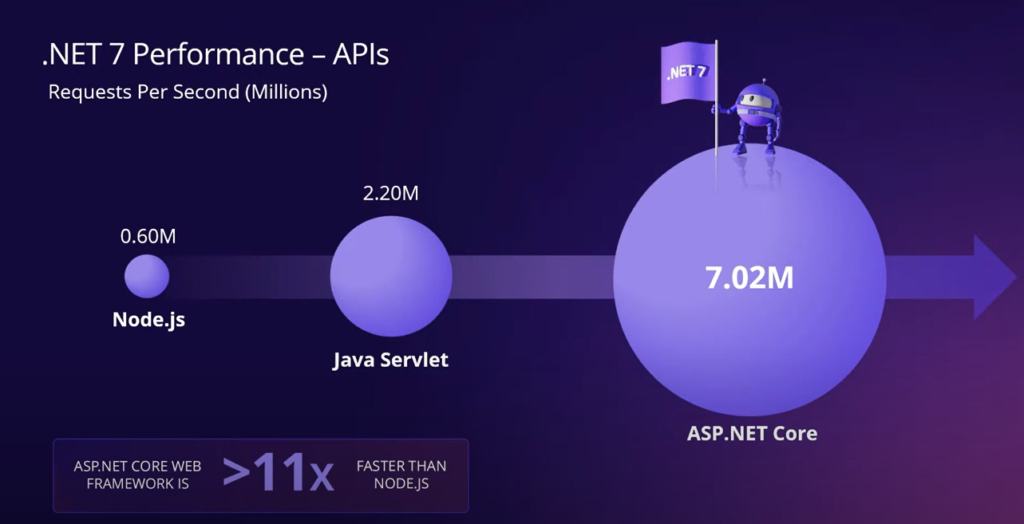 .NET 7 Performance – APIs
Requests Per Second (Millions)
.NET 7
0.60M
Node.js
2.20M
Java Servlet
7.02M
ASP.NET Core
ASP.NET CORE WEB
FRAMEWORK IS
>11x
FASTER THAN
NODE.JS